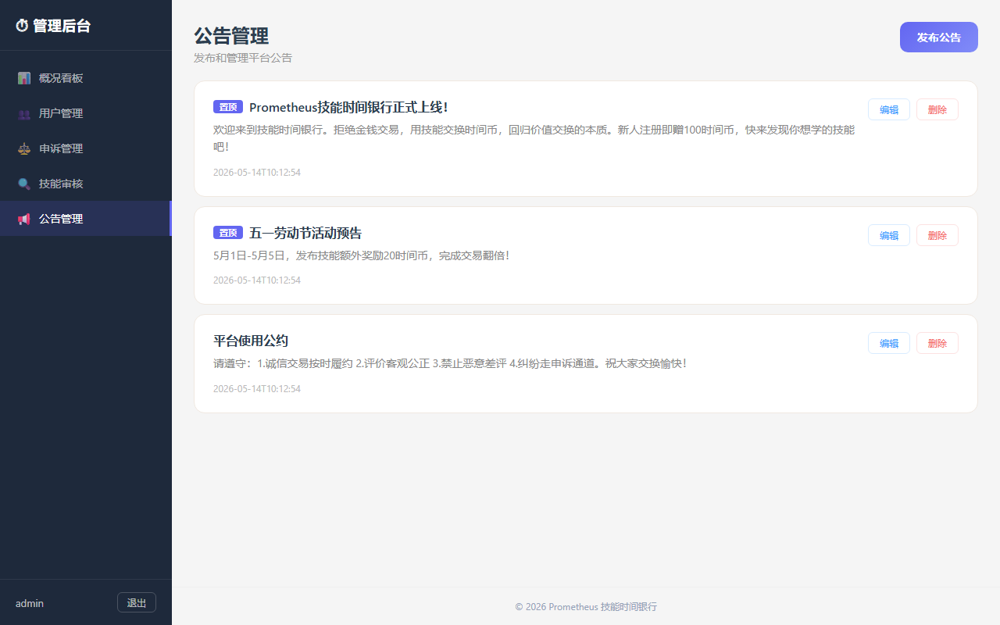 管理后台
概况看板
用户管理
申诉管理
技能审核
公告管理
admin
退出
公告管理
发布和管理平台公告
发布公告
置顶 Prometheus技能时间银行正式上线！
编辑 删除
欢迎来到技能时间银行。拒绝金钱交易，用技能交换时间币，回归价值交换的本质。新人注册即赠100时间币，快来发现你想学的技能
吧！
2026-05-14T10:12:54
置顶 五一劳动节活动预告
编辑 删除
5月1日-5月5日，发布技能额外奖励20时间币，完成交易翻倍！
2026-05-14T10:12:54
平台使用公约
编辑 删除
请遵守：1.诚信交易按时履约 2.评价客观公正 3.禁止恶意差评 4.纠纷走申诉通道。祝大家交换愉快！
2026-05-14T10:12:54
© 2026 Prometheus 技能时间银行